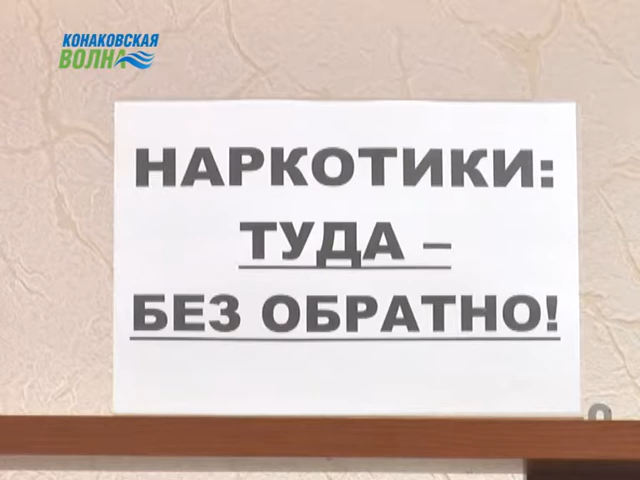 КОНАКОВСКАЯ
ВОЛНА
НАРКОТИКИ:
ТУДА –
БЕЗ ОБРАТНО!